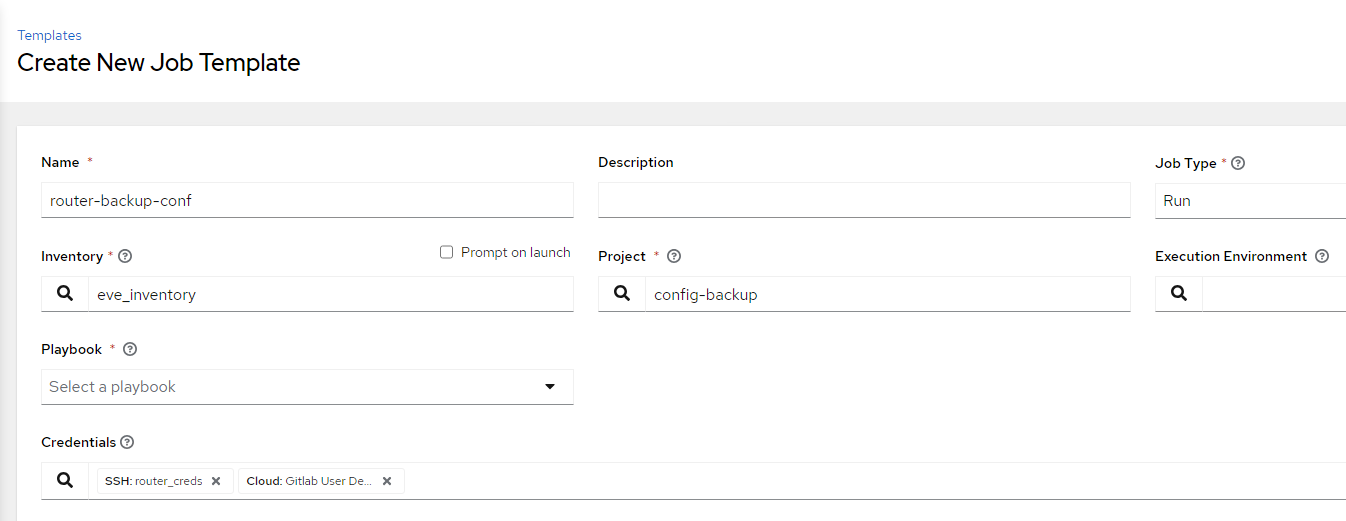 Templates
Create New Job Template
Name *
Description
Job Type *
router-backup-conf
Run
Inventory *
Prompt on launch
Project *
Execution Environment
eve_inventory
config-backup
Playbook *
Select a playbook
Credentials
SSH: router_creds
Cloud: Gitlab User De...